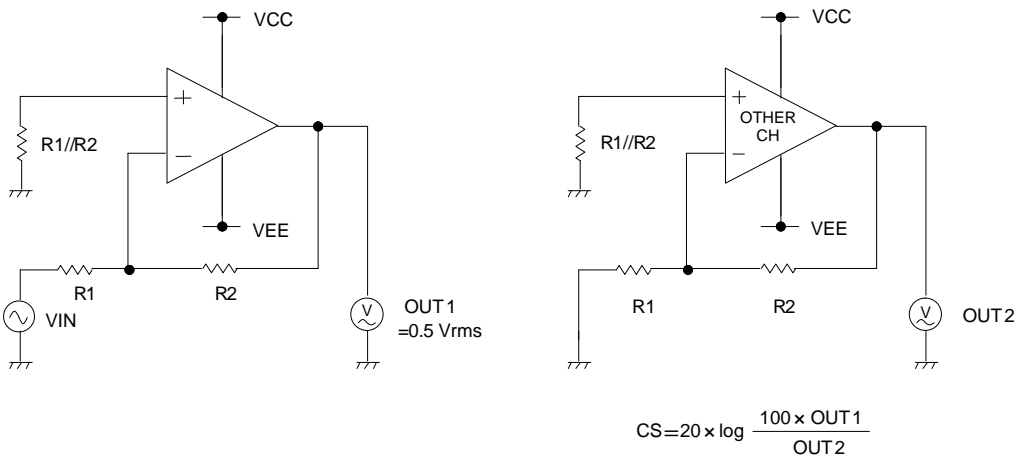 VCC
+
R1//R2
−
VEE
R1
R2
VIN
V
OUT1
=0.5 Vrms
VCC
+
OTHER
CH
R1//R2
−
VEE
R1
R2
V
OUT2
CS=20×log 100×OUT1
OUT2